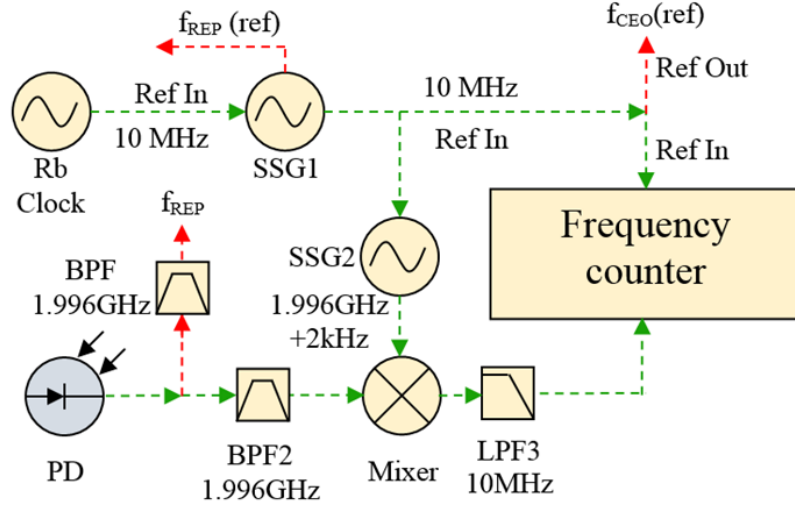 f_REP (ref)
f_CEO(ref)
Ref In
10 MHz
Ref Out
10 MHz
Ref In
Ref In
Rb
Clock
SSG1
f_REP
Frequency
counter
BPF
1.996GHz
SSG2
1.996GHz
+2kHz
PD
BPF2
1.996GHz
Mixer
LPF3
10MHz